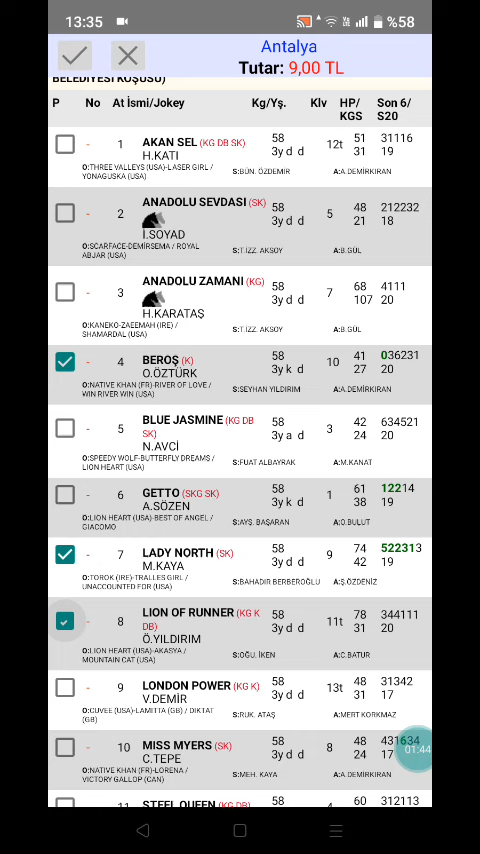 13:35 %58
Antalya
Tutar: 9,00 TL
BELEDİYESİ KOŞUSU)
P No At İsmi/Jokey Kg/Yş. Klv HP/KGS Son 6/S20
- 1 AKAN SEL (KG DB SK) 58 12t 51 31116
H.KATI 3y d d 31 19
O:THREE VALLEYS (USA)-LASER GIRL / YONAGUSKA (USA) S:BÜN. ÖZDEMIR A:A.DEMİRKIRAN
- 2 ANADOLU SEVDASI (SK) 58 5 48 212232
İ.SOYAD 3y d d 21 18
O:SCARFACE-DEMİRSEMA / ROYAL ABJAR (USA) S:T.İZZ. AKSOY A:B.GÜL
- 3 ANADOLU ZAMANI (KG) 58 7 68 4111
H.KARATAŞ 3y d d 107 20
O:KANEKO-ZAEEMAH (IRE) / SHAMARDAL (USA) S:T.İZZ. AKSOY A:B.GÜL
- 4 BEROŞ (K) 58 10 41 036231
O.ÖZTÜRK 3y k d 27 20
O:NATIVE KHAN (FR)-RIVER OF LOVE / WIN RIVER WIN (USA) S:SEYHAN YILDIRIM A:A.DEMİRKIRAN
- 5 BLUE JASMINE (KG DB SK) 58 3 42 634521
N.AVCİ 3y a d 24 20
O:SPEEDY WOLF-BUTTERFLY DREAMS / LION HEART (USA) S:FUAT ALBAYRAK A:M.KANAT
- 6 GETTO (SKG SK) 58 1 61 12214
A.SÖZEN 3y k d 38 19
O:LION HEART (USA)-BEST OF ANGEL / GIACOMO S:AYŞ. BAŞARAN A:O.BULUT
- 7 LADY NORTH (SK) 58 9 74 522313
M.KAYA 3y d d 42 19
O:TOROK (IRE)-TRALLES GIRL / UNACCOUNTED FOR (USA) S:BAHADIR BERBEROĞLU A:Ş.ÖZDENİZ
- 8 LION OF RUNNER (KG K DB) 58 11t 78 344111
Ö.YILDIRIM 3y d d 31 20
O:LION HEART (USA)-AKASYA / MOUNTAIN CAT (USA) S:OĞU. İKEN A:C.BATUR
- 9 LONDON POWER (KG K) 58 13t 48 31342
V.DEMİR 3y d d 31 17
O:CUVEE (USA)-LAMITTA (GB) / DIKTAT (GB) S:RUK. ATAŞ A:MERT KORKMAZ
- 10 MISS MYERS (SK) 58 8 48 431634
C.TEPE 3y d d 24 17
01:44
O:NATIVE KHAN (FR)-LORENA / VICTORY GALLOP (CAN) S:MEH. KAYA A:A.DEMİRKIRAN
- 11 STEEL QUEEN (KG DB) 58 4 60 312113